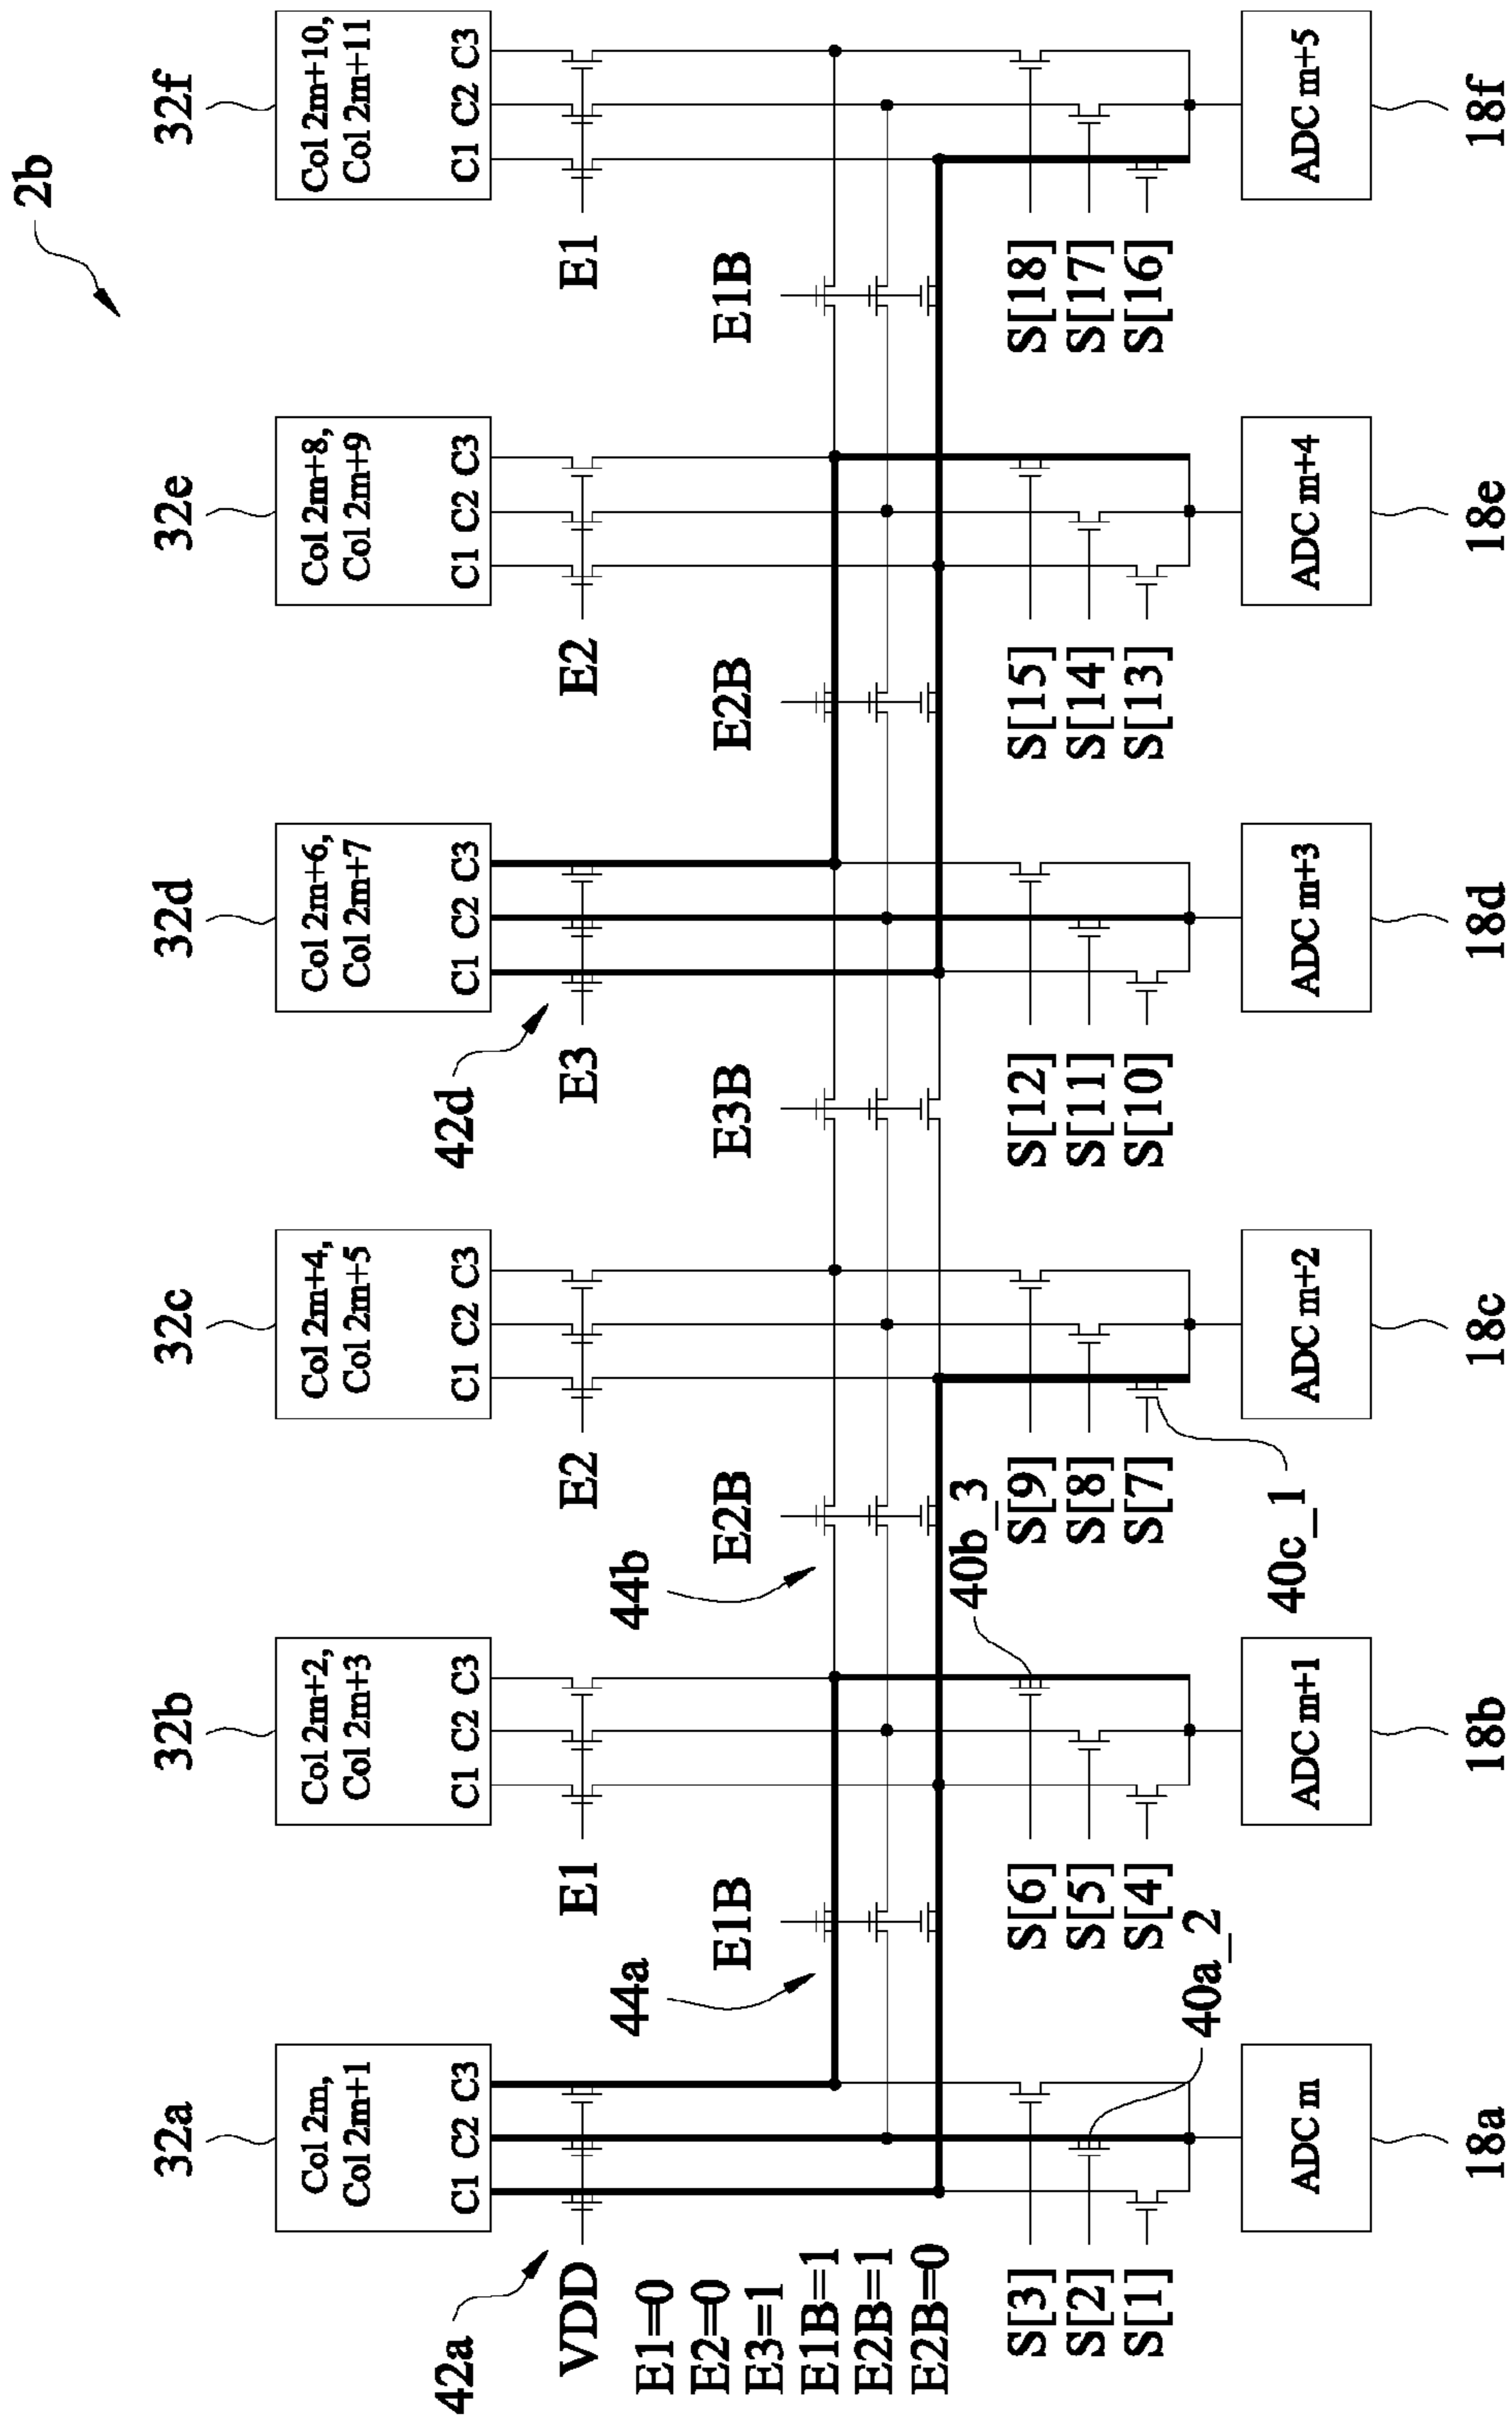 2b
32a
32b
32c
32d
32e
32f
Col 2m,
Col 2m+1
C1 C2 C3
Col 2m+2,
Col 2m+3
C1 C2 C3
Col 2m+4,
Col 2m+5
C1 C2 C3
Col 2m+6,
Col 2m+7
C1 C2 C3
Col 2m+8,
Col 2m+9
C1 C2 C3
Col 2m+10,
Col 2m+11
C1 C2 C3
42a
42d
VDD
E1
E2
E3
E2
E1
E1=0
E2=0
E3=1
E1B=1
E2B=1
E2B=0
44a
44b
E1B
E2B
E3B
E2B
E1B
40b_3
S[3]
S[2]
S[1]
S[6]
S[5]
S[4]
S[9]
S[8]
S[7]
S[12]
S[11]
S[10]
S[15]
S[14]
S[13]
S[18]
S[17]
S[16]
40a_2
40c_1
ADC m
ADC m+1
ADC m+2
ADC m+3
ADC m+4
ADC m+5
18a
18b
18c
18d
18e
18f